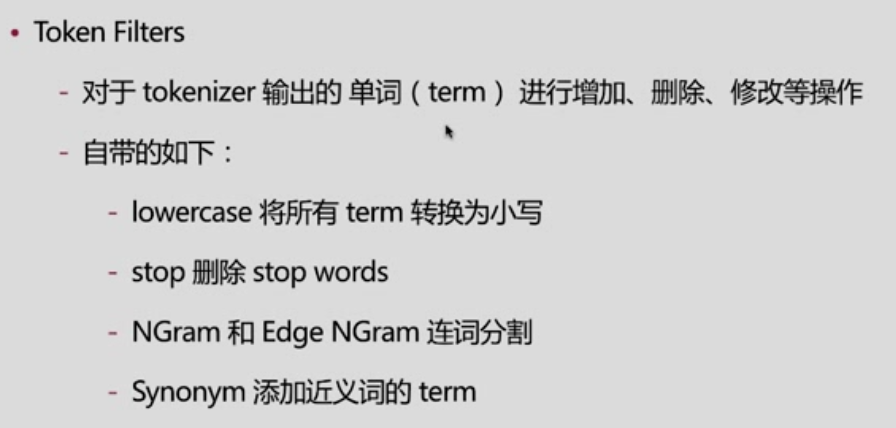 • Token Filters
- 对于 tokenizer 输出的 单词（term ）进行增加、删除、修改等操作
- 自带的如下：
- lowercase 将所有 term 转换为小写
- stop 删除 stop words
- NGram 和 Edge NGram 连词分割
- Synonym 添加近义词的 term